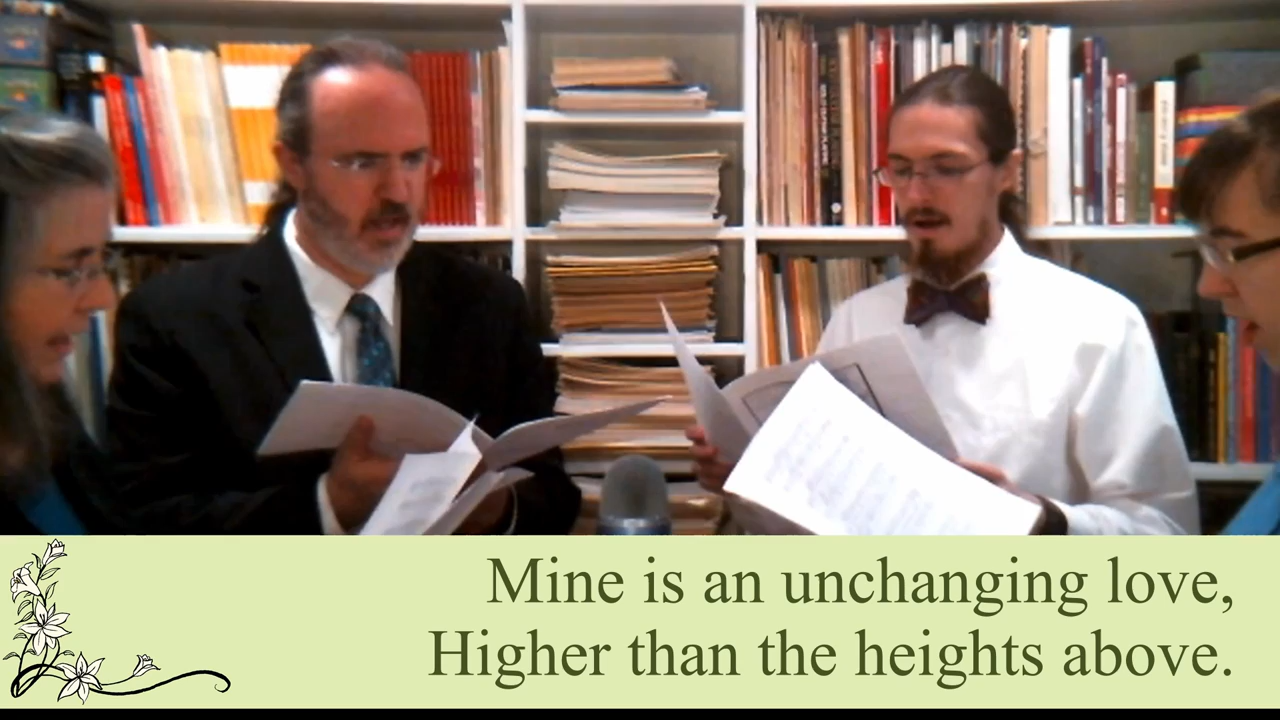 Mine is an unchanging love,
Higher than the heights above.